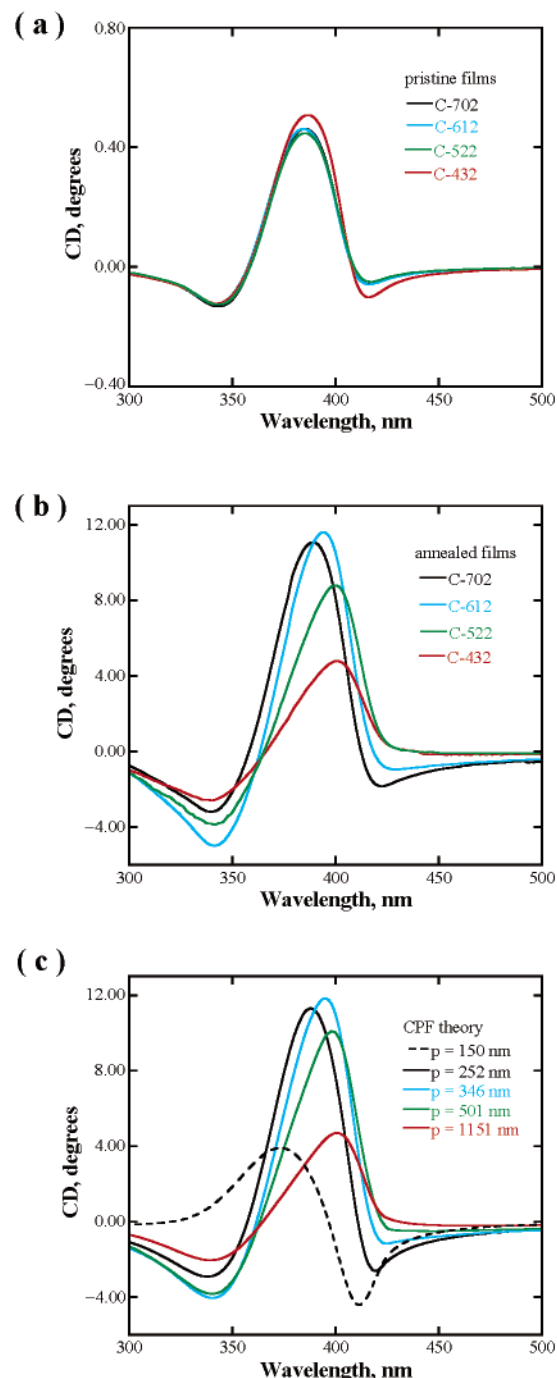 ( a )
0.80
pristine films
C-702
C-612
0.40
C-522
C-432
CD, degrees
0.00
−0.40
300 350 400 450 500
Wavelength, nm
( b )
12.00
annealed films
C-702
8.00
C-612
C-522
4.00
C-432
CD, degrees
0.00
−4.00
300 350 400 450 500
Wavelength, nm
( c )
12.00
CPF theory
p = 150 nm
8.00
p = 252 nm
p = 346 nm
p = 501 nm
4.00
p = 1151 nm
CD, degrees
0.00
−4.00
300 350 400 450 500
Wavelength, nm